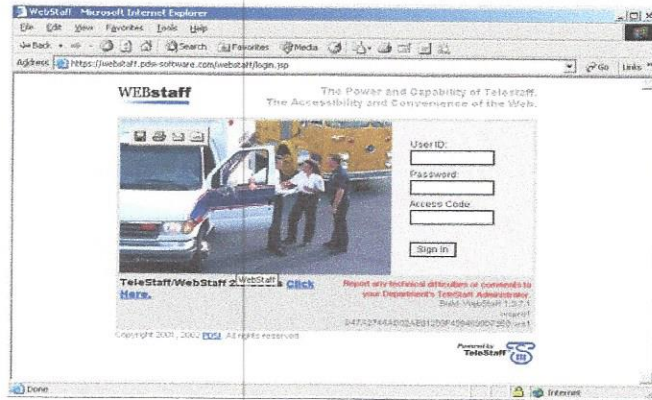 WebStaff - Microsoft Internet Explorer
File Edit View Favorites Tools Help
Back Search Favorites Media
Address https://webstaff.pdsi-software.com/webstaff/login.jsp Go Links
WEBstaff
The Power and Capability of Telestaff.
The Accessibility and Convenience of the Web.
User ID:
Password:
Access Code:
Sign In
TeleStaff/WebStaff 2. Click
Here.
WebStaff
Report any technical difficulties or comments to
your Department's TeleStaff Administrator.
Build: WebStaff
Copyright 2001, 2002 PDSI. All rights reserved
Powered by
TeleStaff
Done Internet